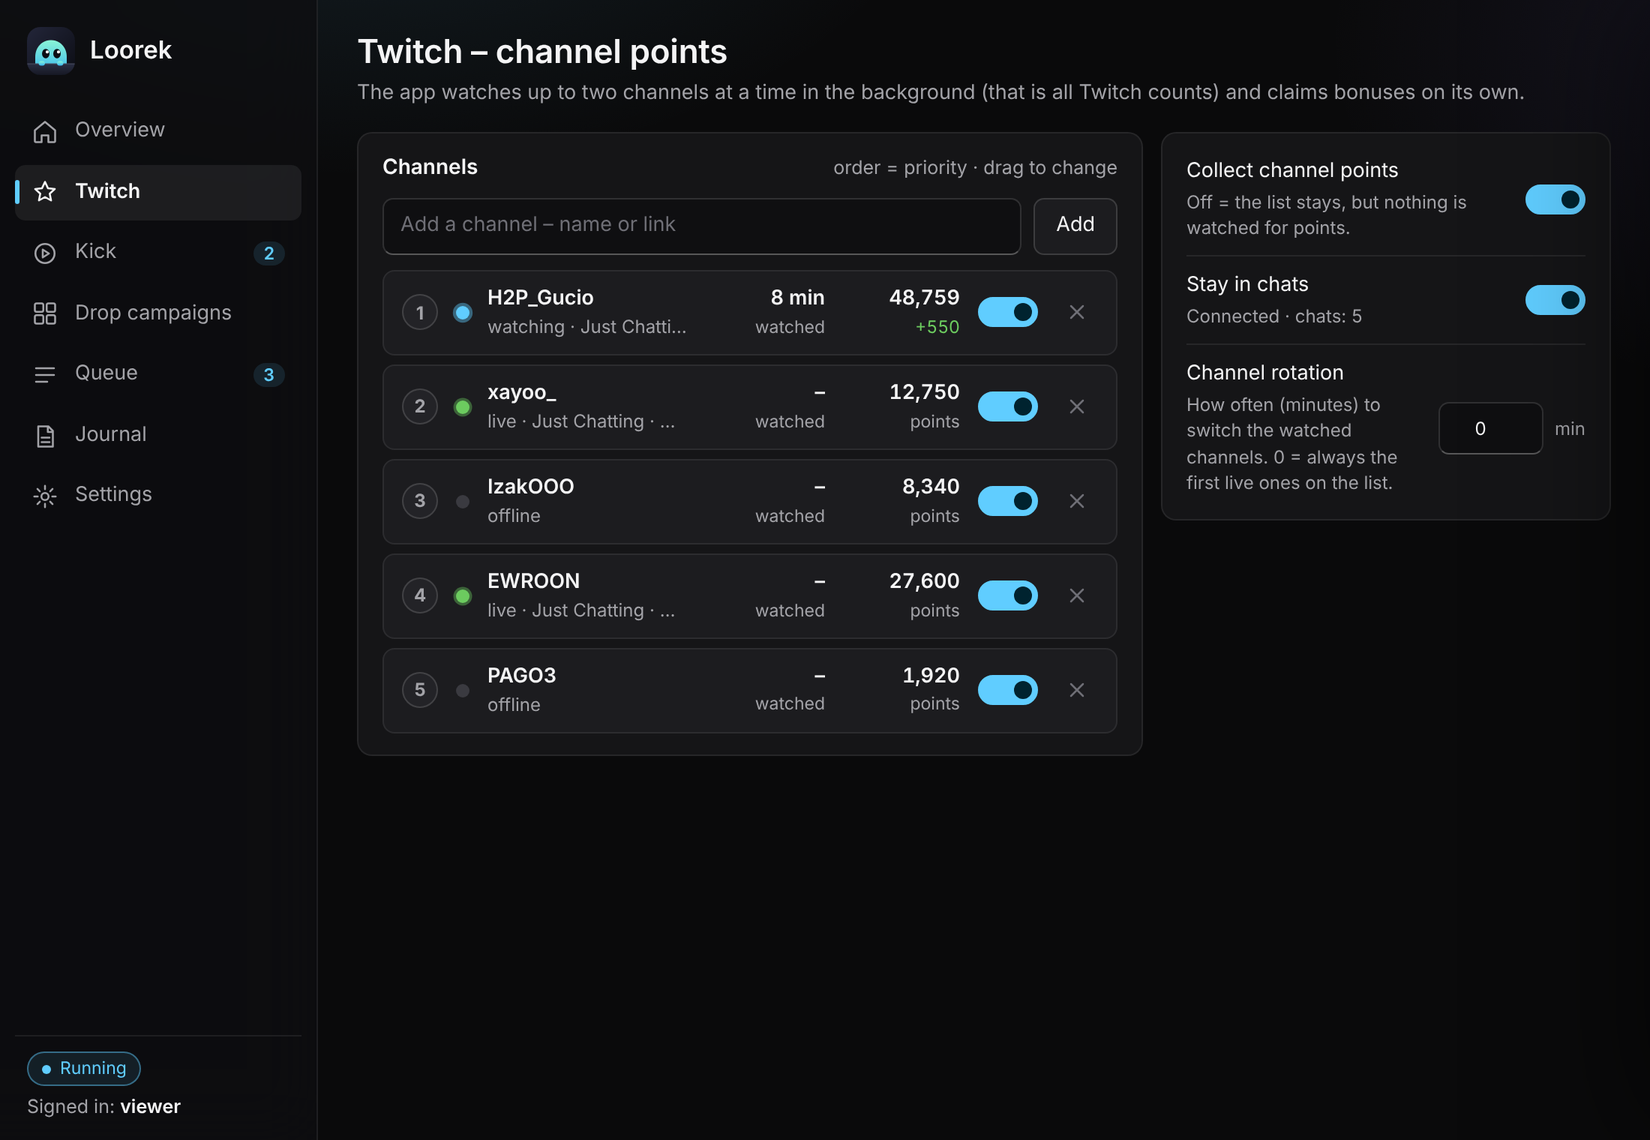 Loorek
Overview
Twitch
Kick 2
Drop campaigns
Queue 3
Journal
Settings
Running
Signed in: viewer
Twitch – channel points
The app watches up to two channels at a time in the background (that is all Twitch counts) and claims bonuses on its own.
Channels order = priority · drag to change
Add a channel – name or link Add
1 H2P_Gucio 8 min 48,759
watching · Just Chatti... watched +550
2 xayoo_ – 12,750
live · Just Chatting · ... watched points
3 IzakOOO – 8,340
offline watched points
4 EWROON – 27,600
live · Just Chatting · ... watched points
5 PAGO3 – 1,920
offline watched points
Collect channel points
Off = the list stays, but nothing is
watched for points.
Stay in chats
Connected · chats: 5
Channel rotation
How often (minutes) to
switch the watched
channels. 0 = always the
first live ones on the list.
0 min